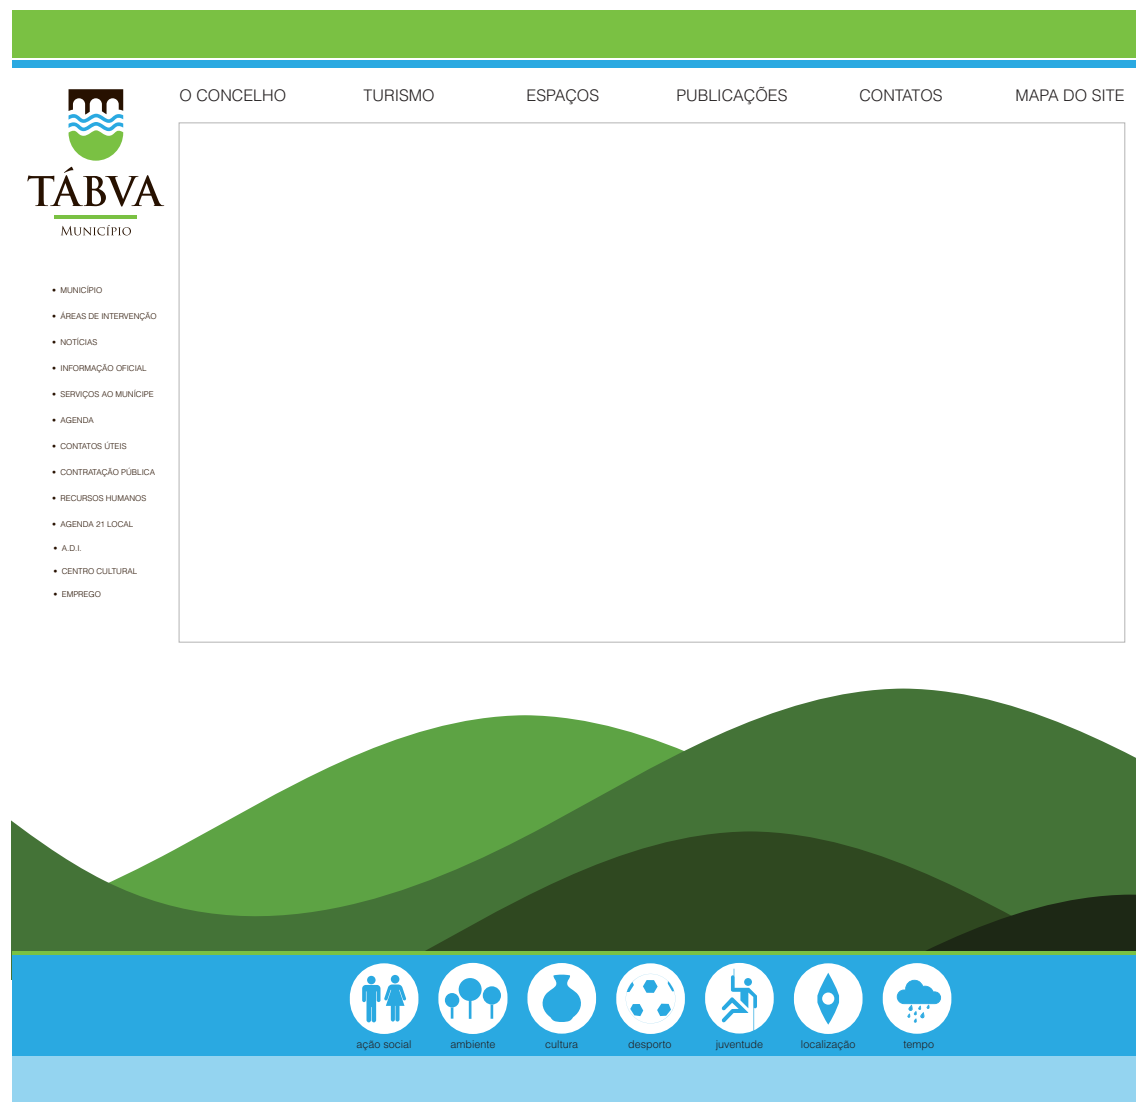 O CONCELHO TURISMO ESPAÇOS PUBLICAÇÕES CONTATOS MAPA DO SITE
TÁBVA
MUNICÍPIO
• MUNICÍPIO
• ÁREAS DE INTERVENÇÃO
• NOTÍCIAS
• INFORMAÇÃO OFICIAL
• SERVIÇOS AO MUNÍCIPE
• AGENDA
• CONTATOS ÚTEIS
• CONTRATAÇÃO PÚBLICA
• RECURSOS HUMANOS
• AGENDA 21 LOCAL
• A.D.I.
• CENTRO CULTURAL
• EMPREGO
ação social ambiente cultura desporto juventude localização tempo